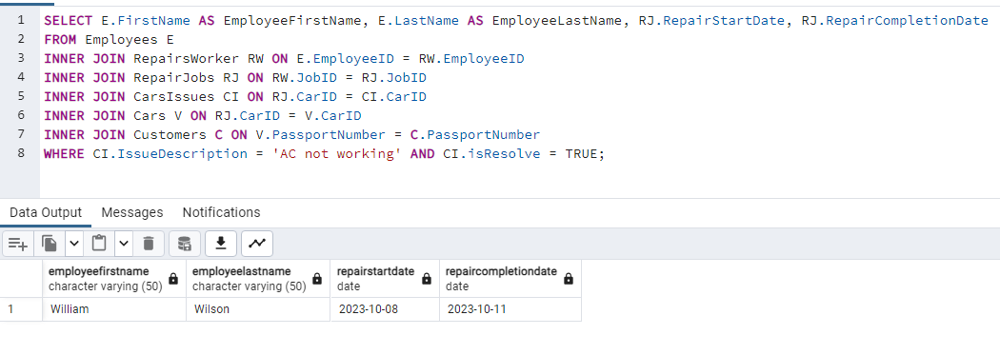 1 SELECT E.FirstName AS EmployeeFirstName, E.LastName AS EmployeeLastName, RJ.RepairStartDate, RJ.RepairCompletionDate
2 FROM Employees E
3 INNER JOIN RepairsWorker RW ON E.EmployeeID = RW.EmployeeID
4 INNER JOIN RepairJobs RJ ON RW.JobID = RJ.JobID
5 INNER JOIN CarsIssues CI ON RJ.CarID = CI.CarID
6 INNER JOIN Cars V ON RJ.CarID = V.CarID
7 INNER JOIN Customers C ON V.PassportNumber = C.PassportNumber
8 WHERE CI.IssueDescription = 'AC not working' AND CI.isResolve = TRUE;
Data Output Messages Notifications
employeefirstname employeelastname repairstartdate repaircompletiondate
character varying (50) character varying (50) date date
1 William Wilson 2023-10-08 2023-10-11